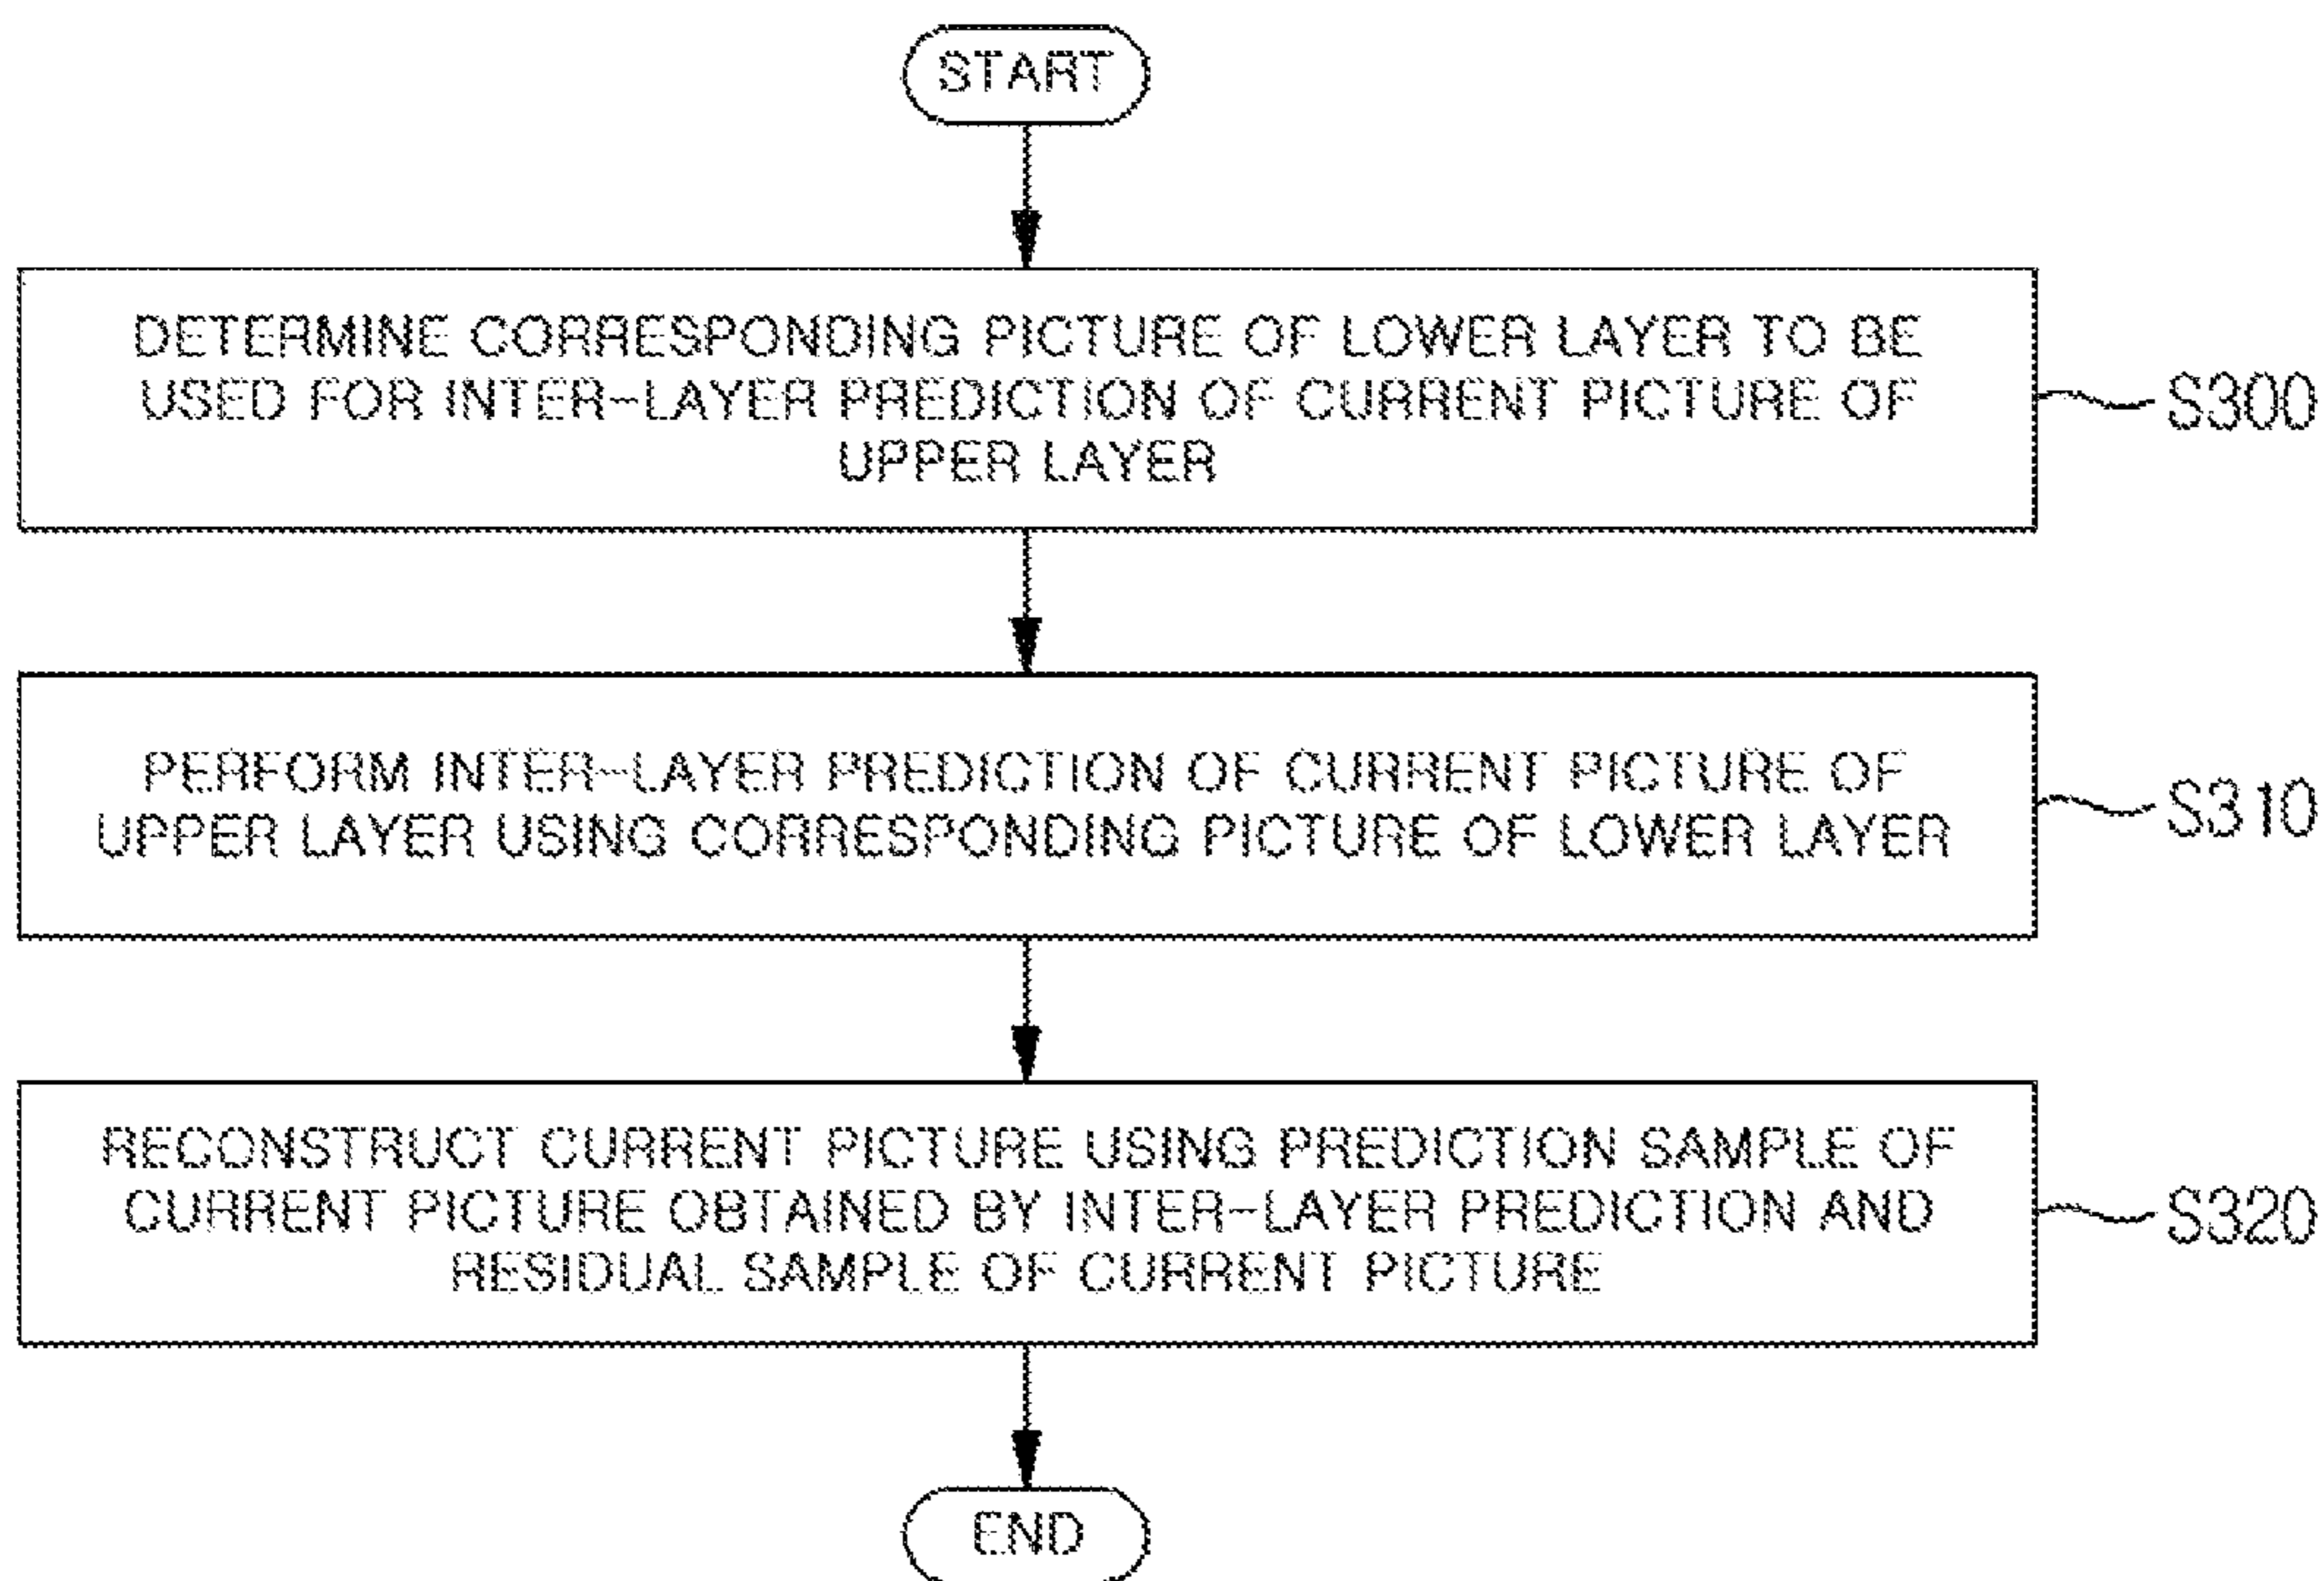 START
DETERMINE CORRESPONDING PICTURE OF LOWER LAYER TO BE
USED FOR INTER-LAYER PREDICTION OF CURRENT PICTURE OF
UPPER LAYER
S300
PERFORM INTER-LAYER PREDICTION OF CURRENT PICTURE OF
UPPER LAYER USING CORRESPONDING PICTURE OF LOWER LAYER
S310
RECONSTRUCT CURRENT PICTURE USING PREDICTION SAMPLE OF
CURRENT PICTURE OBTAINED BY INTER-LAYER PREDICTION AND
RESIDUAL SAMPLE OF CURRENT PICTURE
S320
END